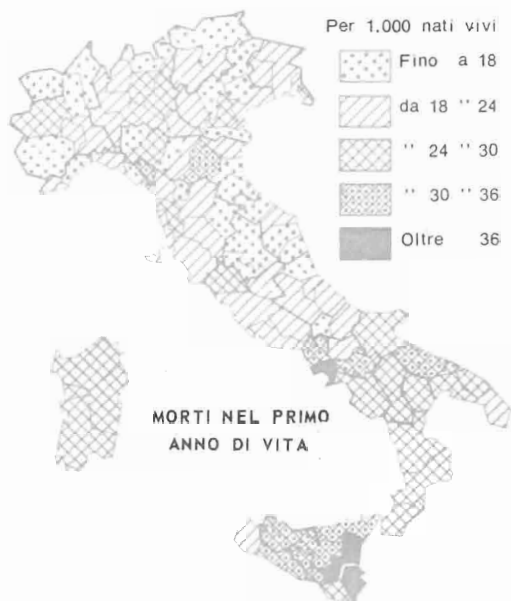 Per 1.000 nati vivi
Fino a 18
da 18 " 24
" 24 " 30
" 30 " 36
Oltre 36
MORTI NEL PRIMO
ANNO DI VITA